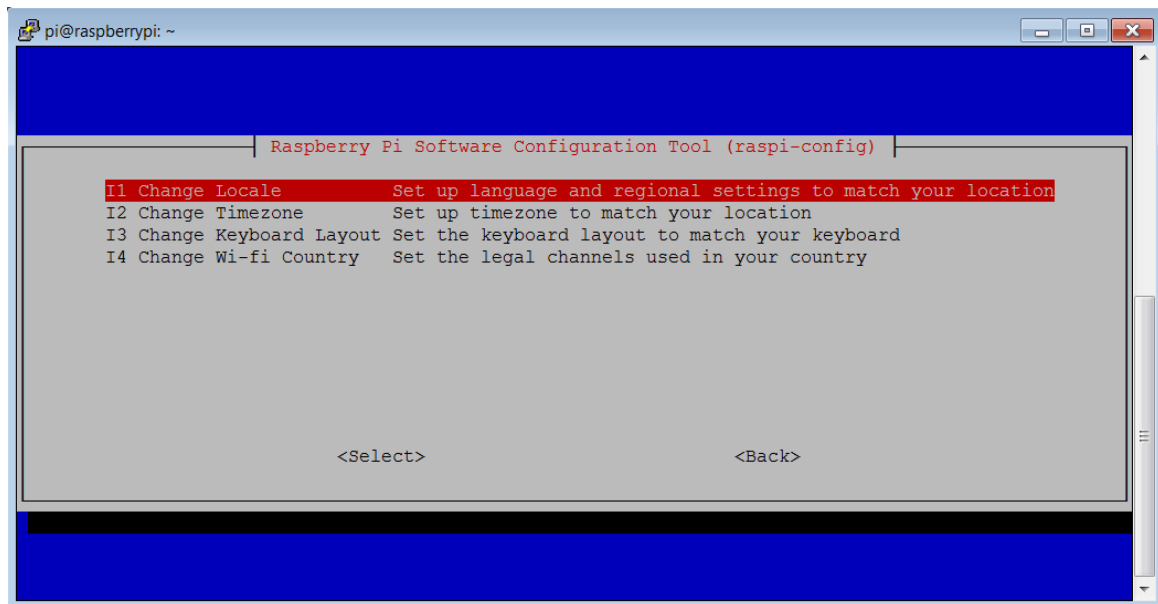 pi@raspberrypi: ~
Raspberry Pi Software Configuration Tool (raspi-config)
I1 Change Locale Set up language and regional settings to match your location
I2 Change Timezone Set up timezone to match your location
I3 Change Keyboard Layout Set the keyboard layout to match your keyboard
I4 Change Wi-fi Country Set the legal channels used in your country
<Select> <Back>